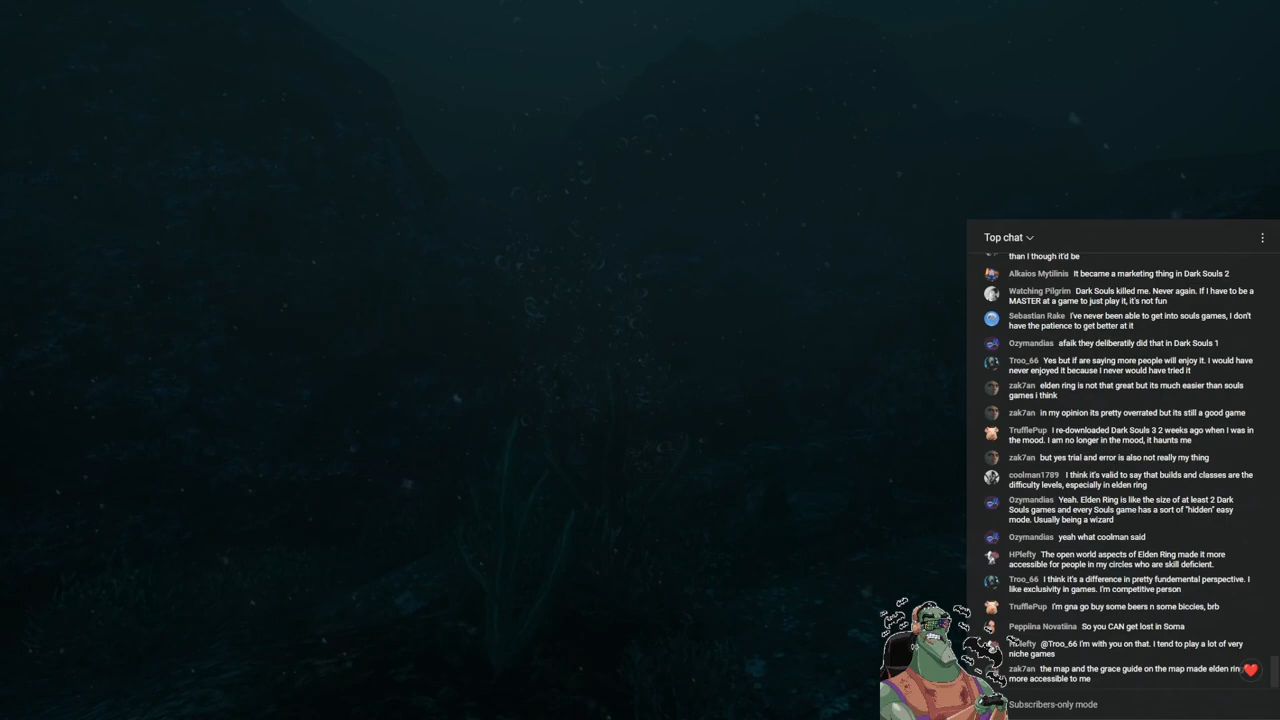 Top chat
than I though it'd be
Alkaios Mytilinis It became a marketing thing in Dark Souls 2
Watching Pilgrim Dark Souls killed me. Never again. If I have to be a
MASTER at a game to just play it, it's not fun
Sebastian Rake I've never been able to get into souls games, I don't
have the patience to get better at it
Ozymandias afaik they deliberatily did that in Dark Souls 1
Troo_66 Yes but if are saying more people will enjoy it. I would have
never enjoyed it because I never would have tried it
zak7an elden ring is not that great but its much easier than souls
games i think
zak7an in my opinion its pretty overrated but its still a good game
TrufflePup I re-downloaded Dark Souls 3 2 weeks ago when I was in
the mood. I am no longer in the mood, it haunts me
zak7an but yes trial and error is also not really my thing
coolman1789 I think it's valid to say that builds and classes are the
difficulty levels, especially in elden ring
Ozymandias Yeah. Elden Ring is like the size of at least 2 Dark
Souls games and every Souls game has a sort of "hidden" easy
mode. Usually being a wizard
Ozymandias yeah what coolman said
HPlefty The open world aspects of Elden Ring made it more
accessible for people in my circles who are skill deficient.
Troo_66 I think it's a difference in pretty fundamental perspective. I
like exclusivity in games. I'm competitive person
TrufflePup I'm gna go buy some beers n some biccies, brb
Peppiina Novatiina So you CAN get lost in Soma
@Troo_66 I'm with you on that. I tend to play a lot of very
niche games
zak7an the map and the grace guide on the map made elden
more accessible to me
Subscribers-only mode